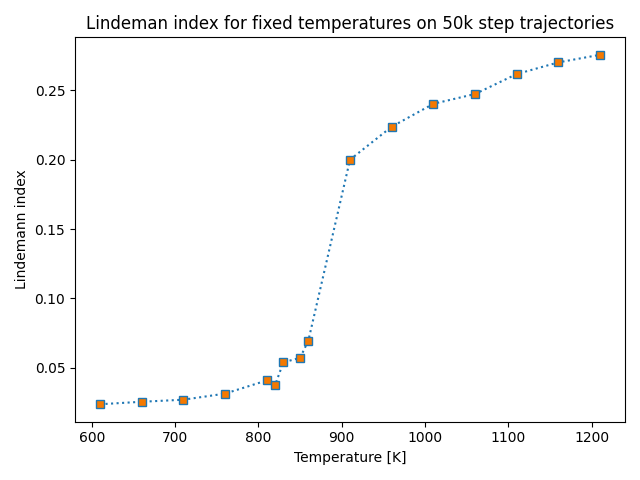 Lindeman index for fixed temperatures on 50k step trajectories
Lindemann index
0.25
0.20
0.15
0.10
0.05
600 700 800 900 1000 1100 1200
Temperature [K]